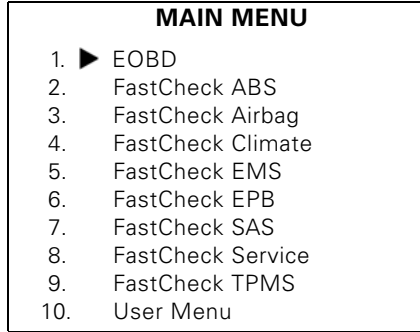 MAIN MENU
1. ▶ EOBD
2. FastCheck ABS
3. FastCheck Airbag
4. FastCheck Climate
5. FastCheck EMS
6. FastCheck EPB
7. FastCheck SAS
8. FastCheck Service
9. FastCheck TPMS
10. User Menu